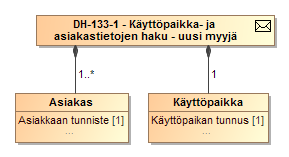 DH-133-1 - Käyttöpaikka- ja
asiakastietojen haku - uusi myyjä
1..*
1
Asiakas
Asiakkaan tunniste [1]
...
Käyttöpaikka
Käyttöpaikan tunnus [1]
...